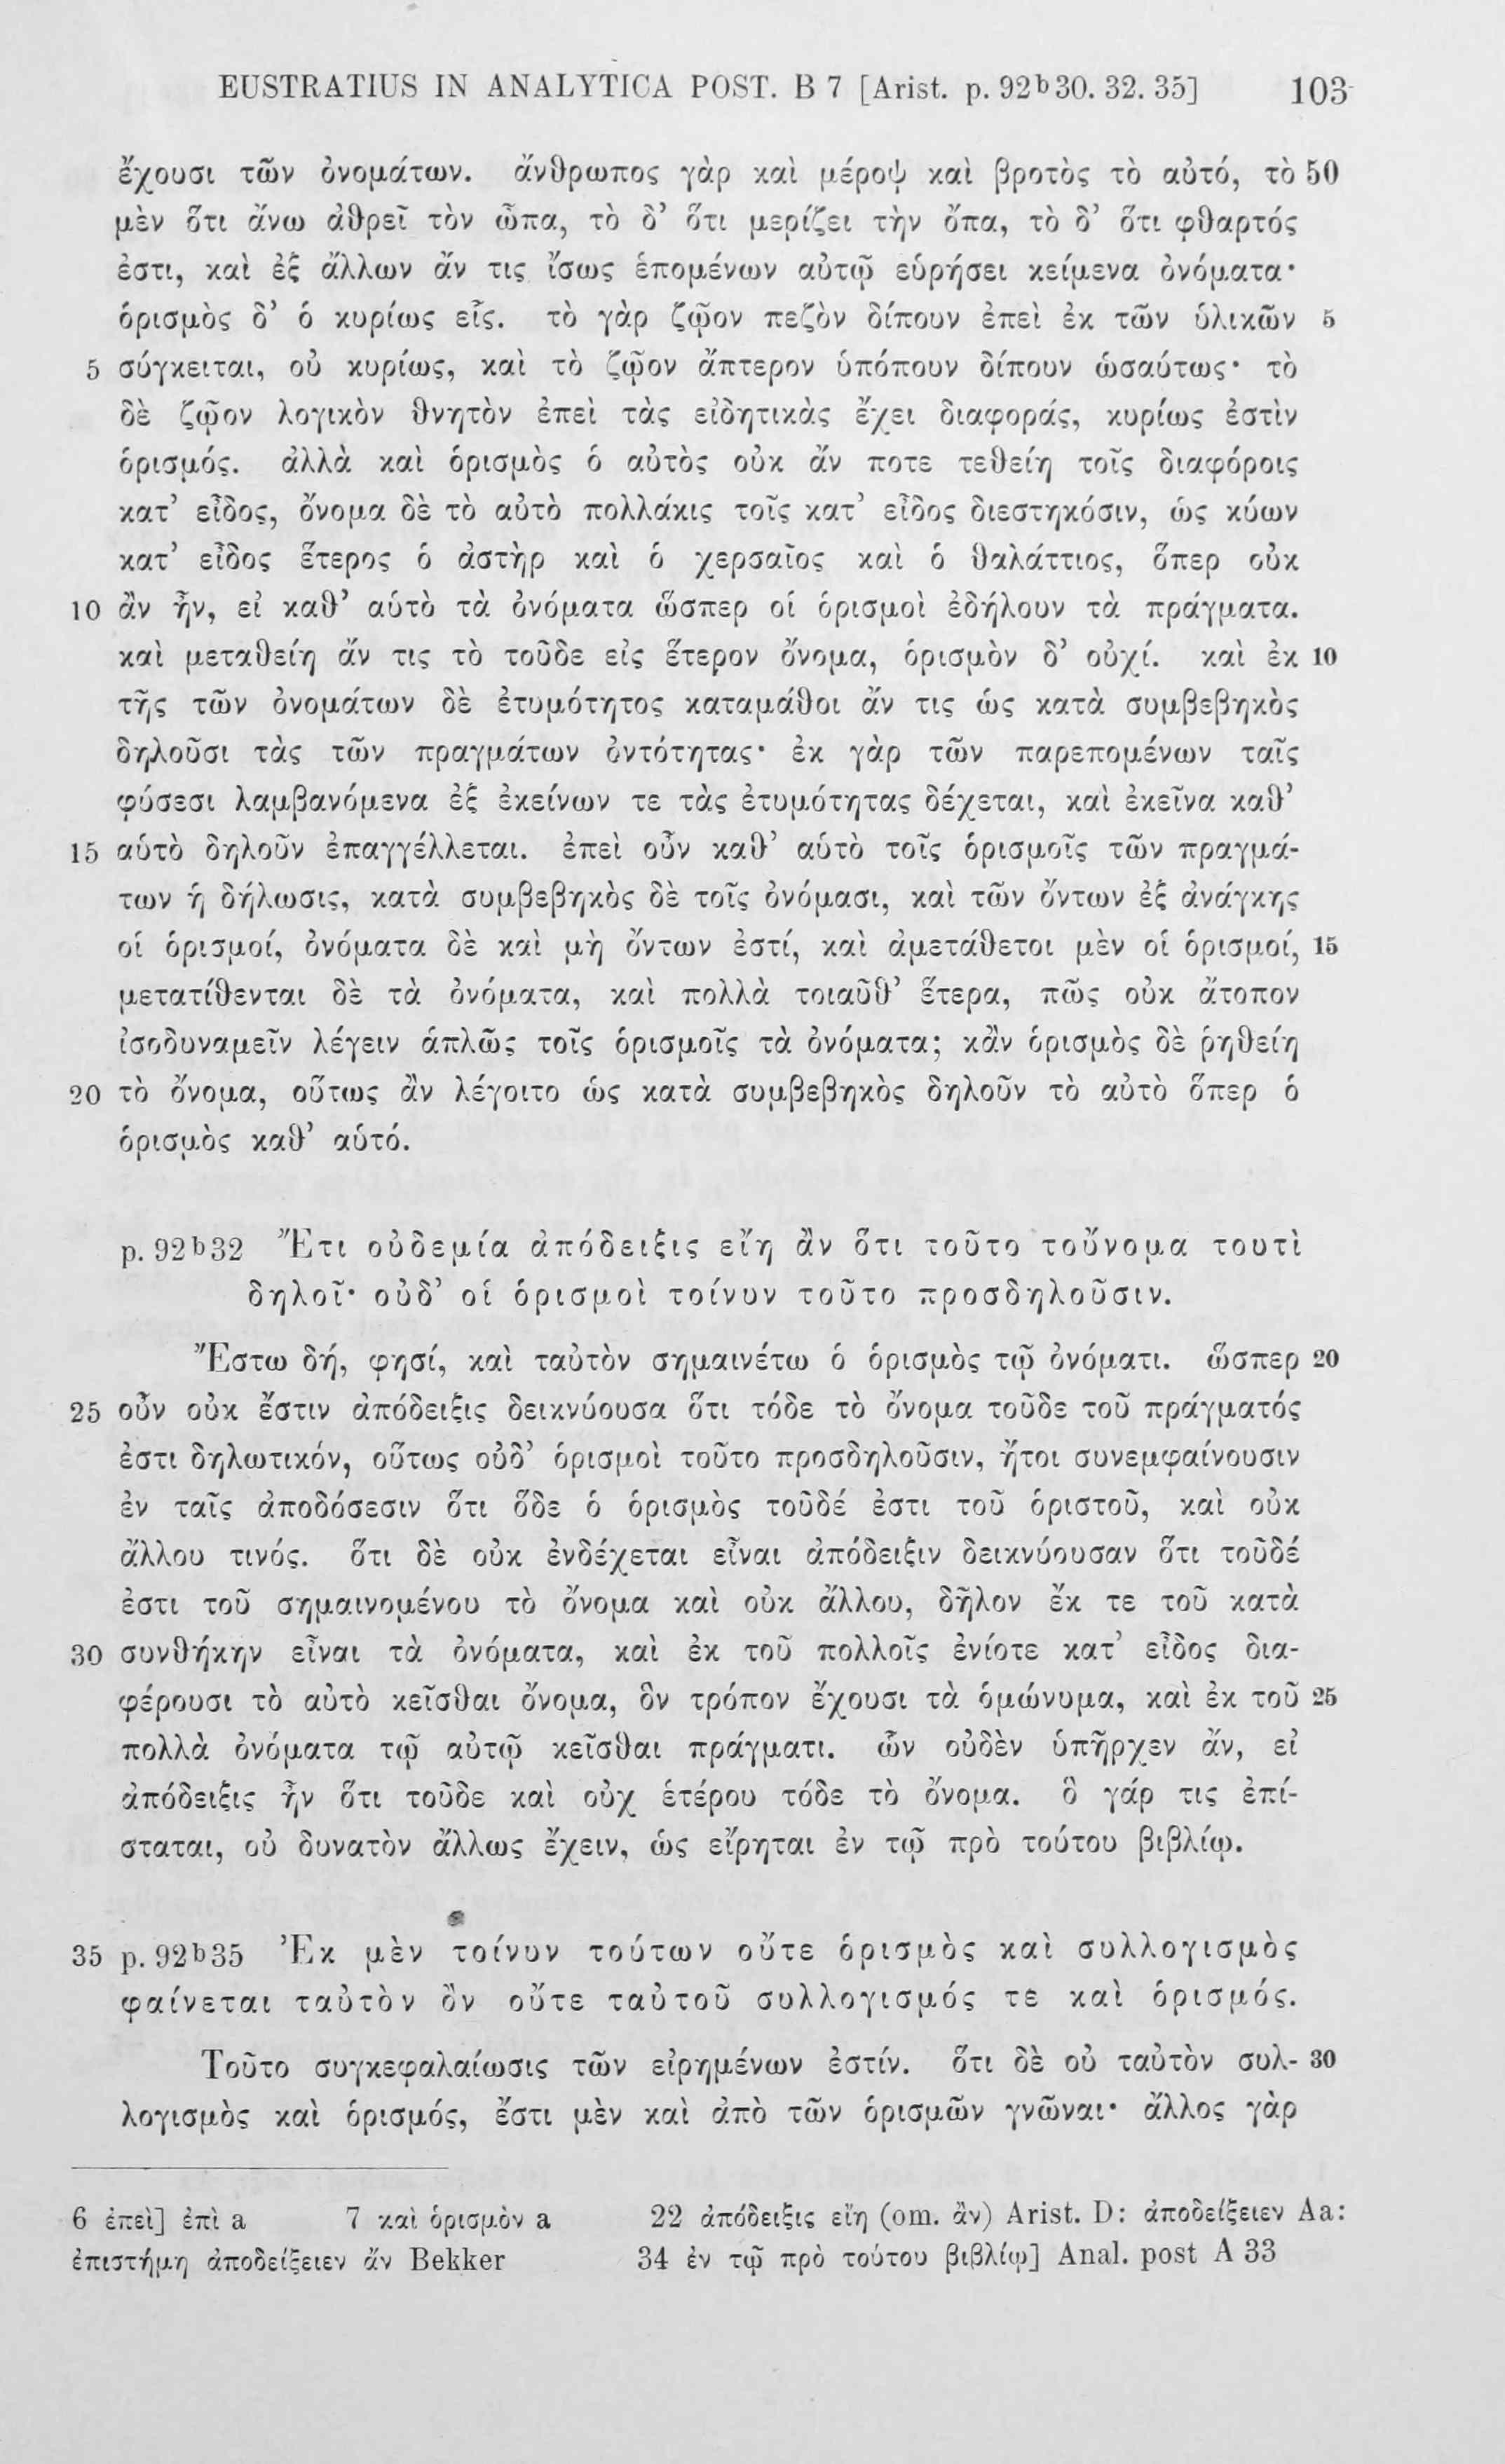 EUSTRATIUS IN ANALYTICA POST. B 7 [Arist. p. 92ᵇ30. 32. 35] 103
ἔχουσι τῶν ὀνομάτων. ἄνθρωπος γὰρ καὶ μέροψ καὶ βροτὸς τὸ αὐτό, τὸ 50
μὲν ὅτι ἄνω ἀθρεῖ τὸν ὦπα, τὸ δ’ ὅτι μερίζει τὴν ὄπα, τὸ δ’ ὅτι φθαρτός
ἐστι, καὶ ἐξ ἄλλων ἄν τις ἴσως ἑπομένων αὐτῷ εὑρήσει κείμενα ὀνόματα·
ὁρισμὸς δ’ ὁ κυρίως εἷς. τὸ γὰρ ζῷον πεζὸν δίπουν ἐπεὶ ἐκ τῶν ὑλικῶν 5
5 σύγκειται, οὐ κυρίως, καὶ τὸ ζῷον ἄπτερον ὑπόπουν δίπουν ὡσαύτως· τὸ
δὲ ζῷον λογικὸν θνητὸν ἐπεὶ τὰς εἰδητικὰς ἔχει διαφοράς, κυρίως ἐστὶν
ὁρισμός. ἀλλὰ καὶ ὁρισμὸς ὁ αὐτὸς οὐκ ἄν ποτε τεθείη τοῖς διαφόροις
κατ’ εἶδος, ὄνομα δὲ τὸ αὐτὸ πολλάκις τοῖς κατ’ εἶδος διεστηκόσιν, ὡς κύων
κατ’ εἶδος ἕτερος ὁ ἀστὴρ καὶ ὁ χερσαῖος καὶ ὁ θαλάττιος, ὅπερ οὐκ
10 ἂν ἦν, εἰ καθ’ αὑτὸ τὰ ὀνόματα ὥσπερ οἱ ὁρισμοὶ ἐδήλουν τὰ πράγματα.
καὶ μεταθείη ἄν τις τὸ τοῦδε εἰς ἕτερον ὄνομα, ὁρισμὸν δ’ οὐχί. καὶ ἐκ 10
τῆς τῶν ὀνομάτων δὲ ἐτυμότητος καταμάθοι ἄν τις ὡς κατὰ συμβεβηκὸς
δηλοῦσι τὰς τῶν πραγμάτων ὀντότητας· ἐκ γὰρ τῶν παρεπομένων ταῖς
φύσεσι λαμβανόμενα ἐξ ἐκείνων τε τὰς ἐτυμότητας δέχεται, καὶ ἐκεῖνα καθ’
15 αὑτὸ δηλοῦν ἐπαγγέλλεται. ἐπεὶ οὖν καθ’ αὑτὸ τοῖς ὁρισμοῖς τῶν πραγμά-
των ἡ δήλωσις, κατὰ συμβεβηκὸς δὲ τοῖς ὀνόμασι, καὶ τῶν ὄντων ἐξ ἀνάγκης
οἱ ὁρισμοί, ὀνόματα δὲ καὶ μὴ ὄντων ἐστί, καὶ ἀμετάθετοι μὲν οἱ ὁρισμοί, 15
μετατίθενται δὲ τὰ ὀνόματα, καὶ πολλὰ τοιαῦθ’ ἕτερα, πῶς οὐκ ἄτοπον
ἰσοδυναμεῖν λέγειν ἁπλῶς τοῖς ὁρισμοῖς τὰ ὀνόματα; κἂν ὁρισμὸς δὲ ῥηθείη
20 τὸ ὄνομα, οὕτως ἂν λέγοιτο ὡς κατὰ συμβεβηκὸς δηλοῦν τὸ αὐτὸ ὅπερ ὁ
ὁρισμὸς καθ’ αὑτό.
p. 92ᵇ32 Ἔτι οὐδεμία ἀπόδειξις εἴη ἂν ὅτι τοῦτο τοὔνομα τουτὶ
δηλοῖ· οὐδ’ οἱ ὁρισμοὶ τοίνυν τοῦτο προσδηλοῦσιν.
Ἔστω δή, φησί, καὶ ταὐτὸν σημαινέτω ὁ ὁρισμὸς τῷ ὀνόματι. ὥσπερ 20
25 οὖν οὐκ ἔστιν ἀπόδειξις δεικνύουσα ὅτι τόδε τὸ ὄνομα τοῦδε τοῦ πράγματός
ἐστι δηλωτικόν, οὕτως οὐδ’ ὁρισμοὶ τοῦτο προσδηλοῦσιν, ἤτοι συνεμφαίνουσιν
ἐν ταῖς ἀποδόσεσιν ὅτι ὅδε ὁ ὁρισμὸς τοῦδέ ἐστι τοῦ ὁριστοῦ, καὶ οὐκ
ἄλλου τινός. ὅτι δὲ οὐκ ἐνδέχεται εἶναι ἀπόδειξιν δεικνύουσαν ὅτι τοῦδέ
ἐστι τοῦ σημαινομένου τὸ ὄνομα καὶ οὐκ ἄλλου, δῆλον ἔκ τε τοῦ κατὰ
30 συνθήκην εἶναι τὰ ὀνόματα, καὶ ἐκ τοῦ πολλοῖς ἐνίοτε κατ’ εἶδος δια-
φέρουσι τὸ αὐτὸ κεῖσθαι ὄνομα, ὃν τρόπον ἔχουσι τὰ ὁμώνυμα, καὶ ἐκ τοῦ 25
πολλὰ ὀνόματα τῷ αὐτῷ κεῖσθαι πράγματι. ὧν οὐδὲν ὑπῆρχεν ἄν, εἰ
ἀπόδειξις ἦν ὅτι τοῦδε καὶ οὐχ ἑτέρου τόδε τὸ ὄνομα. ὃ γάρ τις ἐπί-
σταται, οὐ δυνατὸν ἄλλως ἔχειν, ὡς εἴρηται ἐν τῷ πρὸ τούτου βιβλίῳ.
35 p. 92ᵇ35 Ἐκ μὲν τοίνυν τούτων οὔτε ὁρισμὸς καὶ συλλογισμὸς
φαίνεται ταὐτὸν ὂν οὔτε ταὐτοῦ συλλογισμός τε καὶ ὁρισμός.
Τοῦτο συγκεφαλαίωσις τῶν εἰρημένων ἐστίν. ὅτι δὲ οὐ ταὐτὸν συλ- 30
λογισμὸς καὶ ὁρισμός, ἔστι μὲν καὶ ἀπὸ τῶν ὁρισμῶν γνῶναι· ἄλλος γὰρ
6 ἐπεὶ] ἐπὶ a 7 καὶ ὁρισμὸν a 22 ἀπόδειξις εἴη (om. ἂν) Arist. D: ἀποδείξειεν Aa:
ἐπιστήμη ἀποδείξειεν ἄν Bekker 34 ἐν τῷ πρὸ τούτου βιβλίῳ] Anal. post A 33